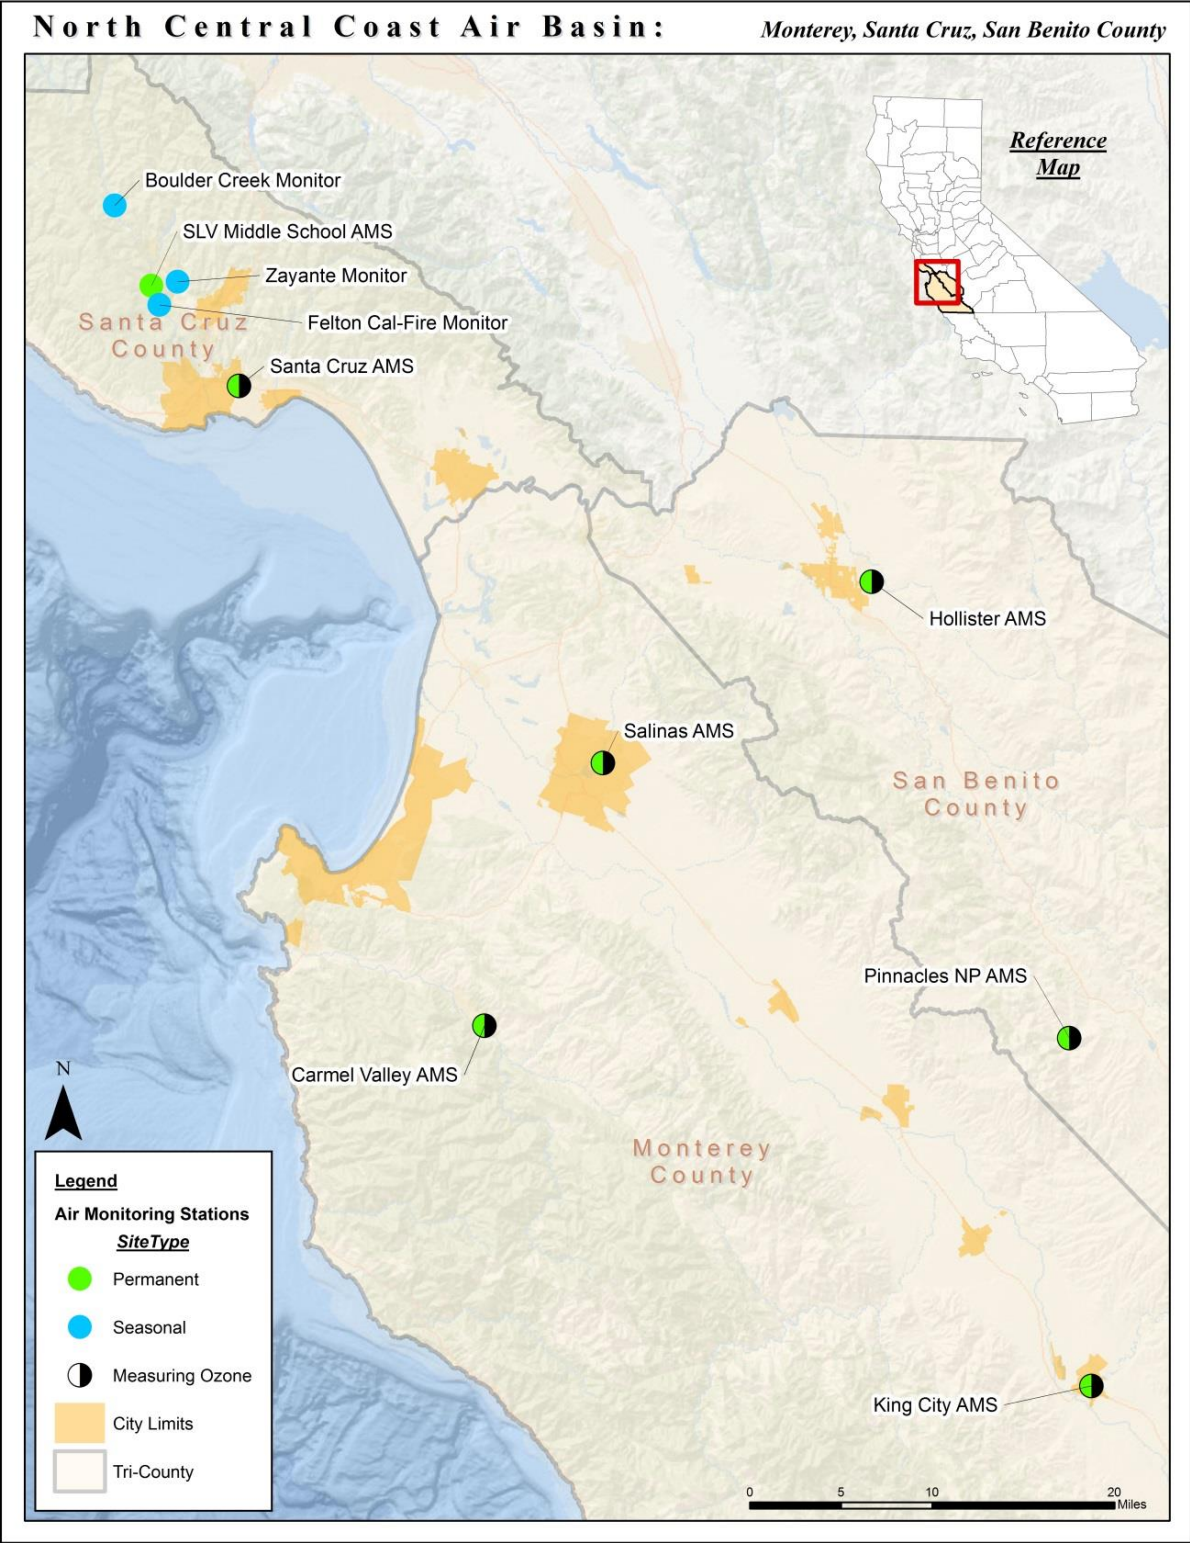 North Central Coast Air Basin: Monterey, Santa Cruz, San Benito County
Reference
Map
Boulder Creek Monitor
SLV Middle School AMS
Zayante Monitor
Felton Cal-Fire Monitor
Santa Cruz
County
Santa Cruz AMS
Hollister AMS
Salinas AMS
San Benito
County
Pinnacles NP AMS
Carmel Valley AMS
Monterey
County
King City AMS
N
Legend
Air Monitoring Stations
SiteType
Permanent
Seasonal
Measuring Ozone
City Limits
Tri-County
0 5 10 20
Miles